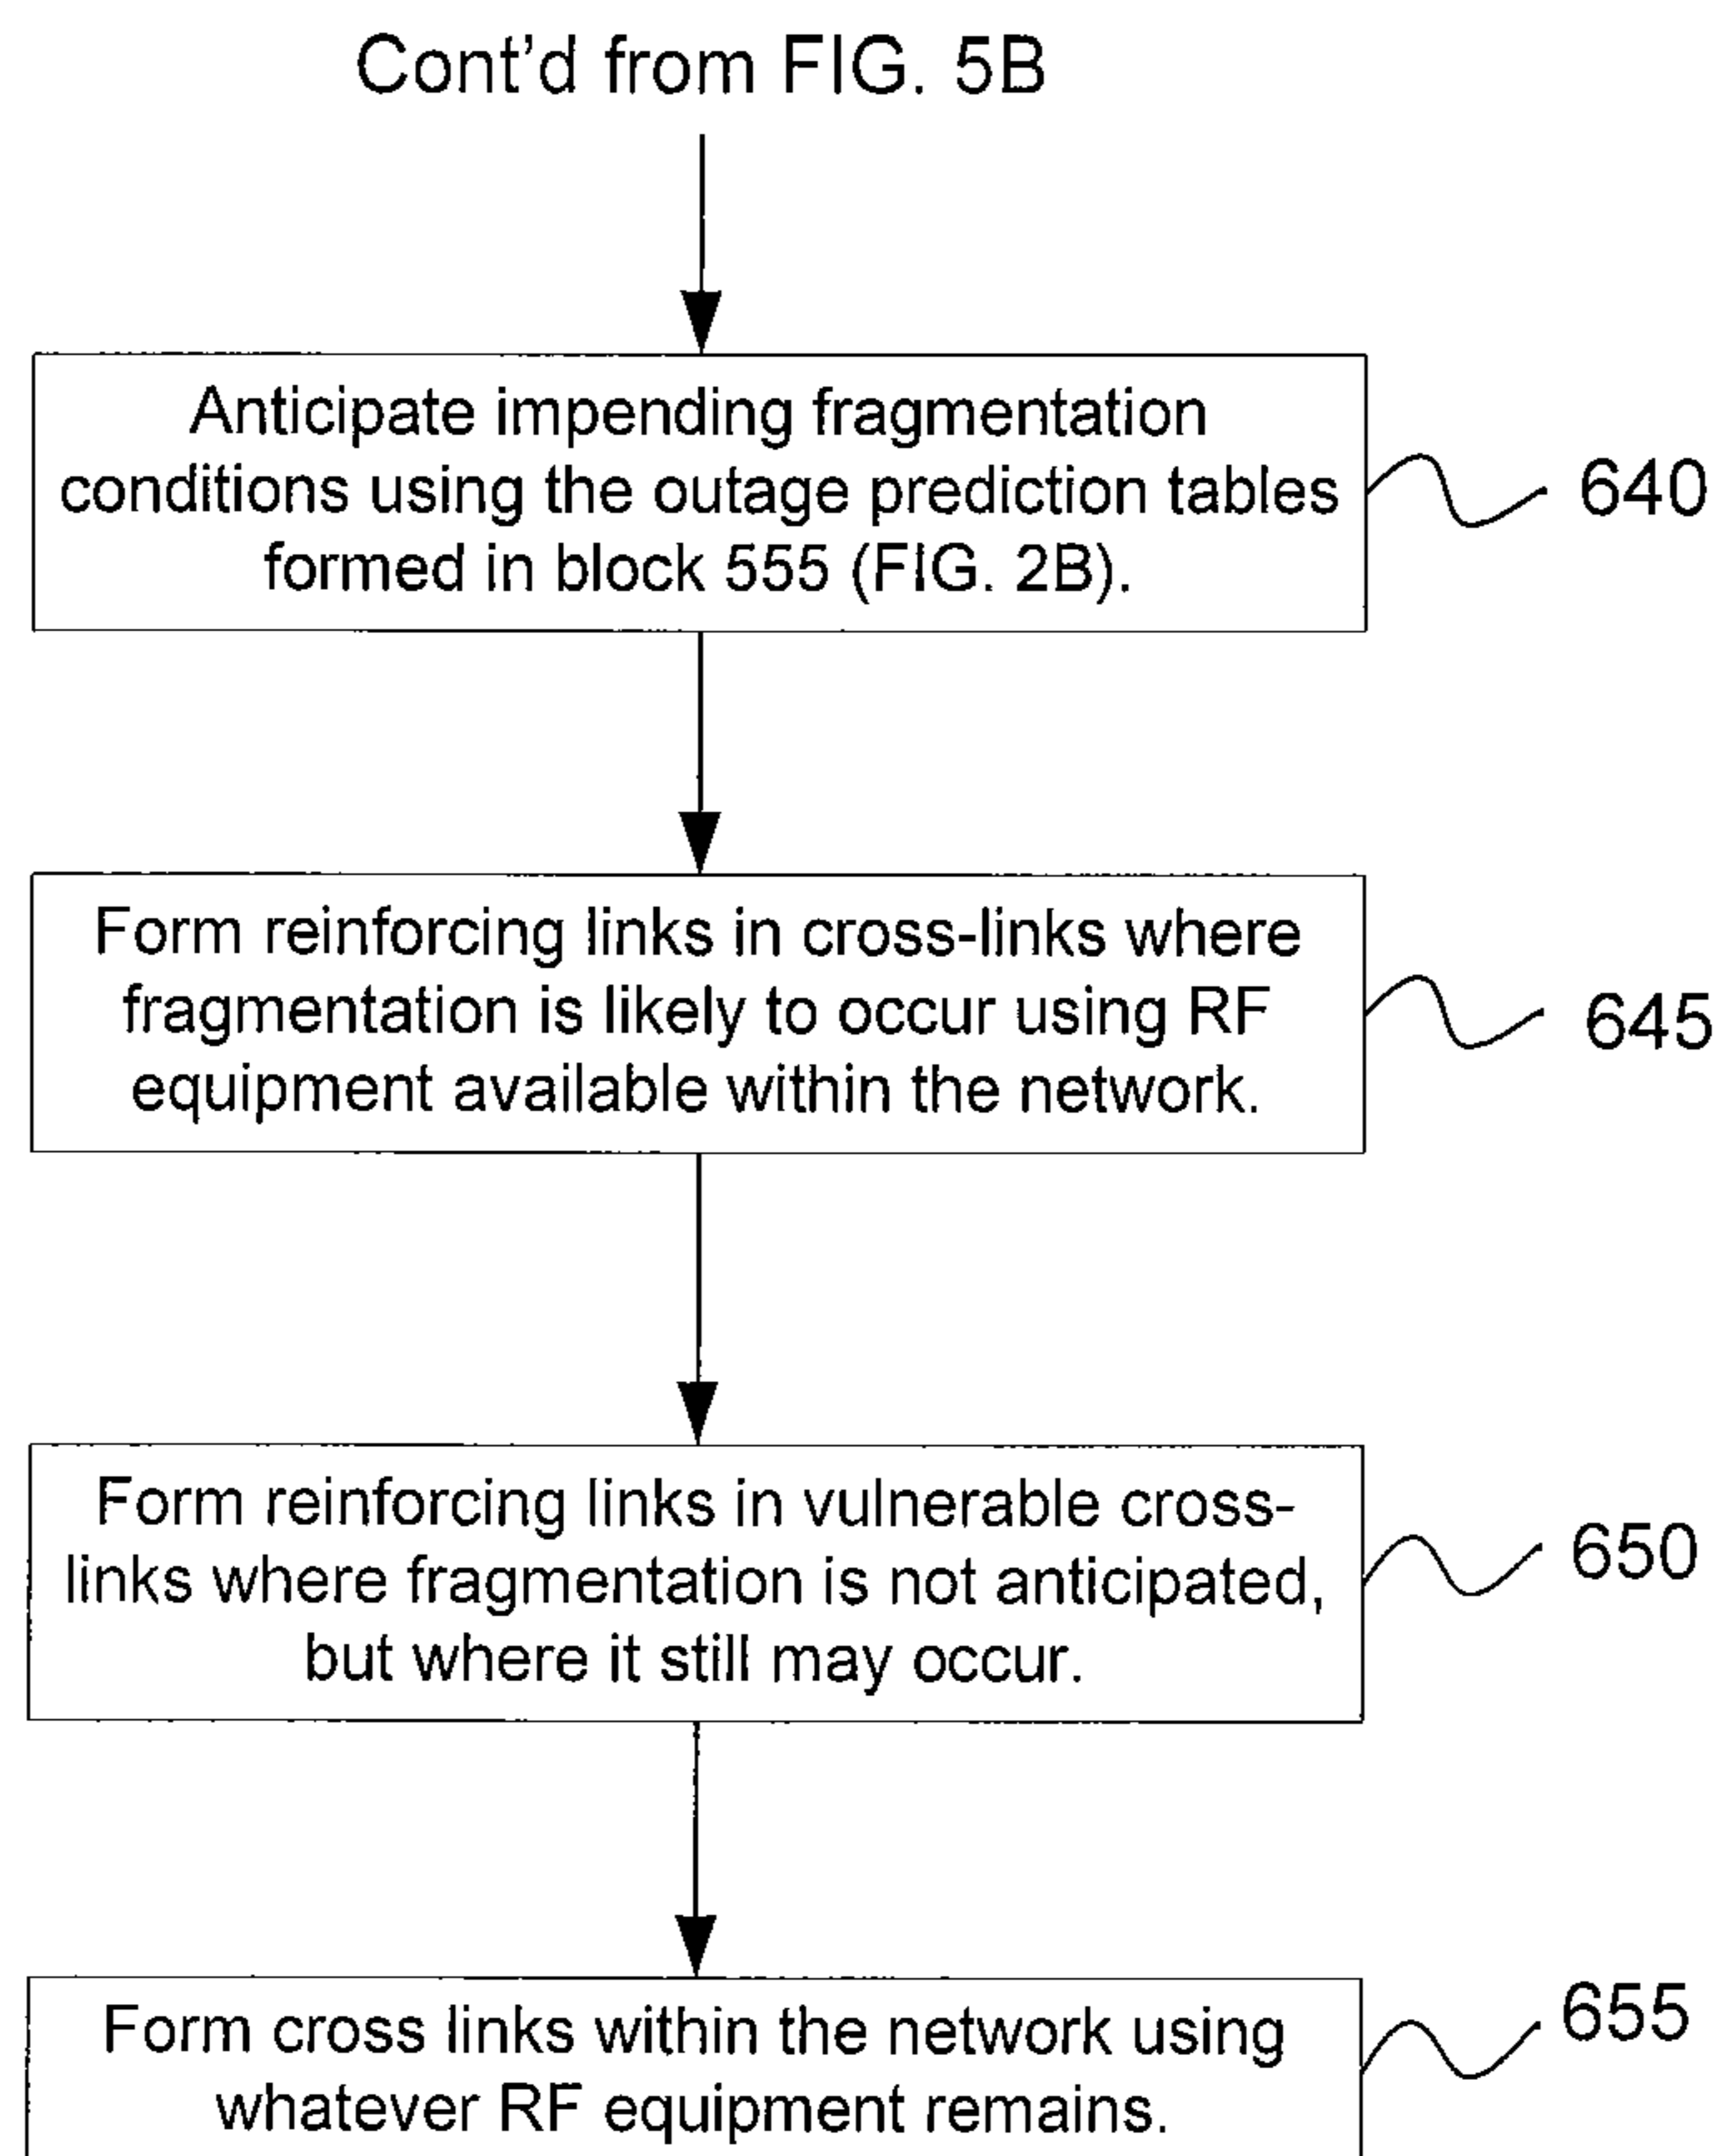 Cont'd from FIG. 5B
Anticipate impending fragmentation
conditions using the outage prediction tables
formed in block 555 (FIG. 2B).
640
Form reinforcing links in cross-links where
fragmentation is likely to occur using RF
equipment available within the network.
645
Form reinforcing links in vulnerable cross-
links where fragmentation is not anticipated,
but where it still may occur.
650
Form cross links within the network using
whatever RF equipment remains.
655